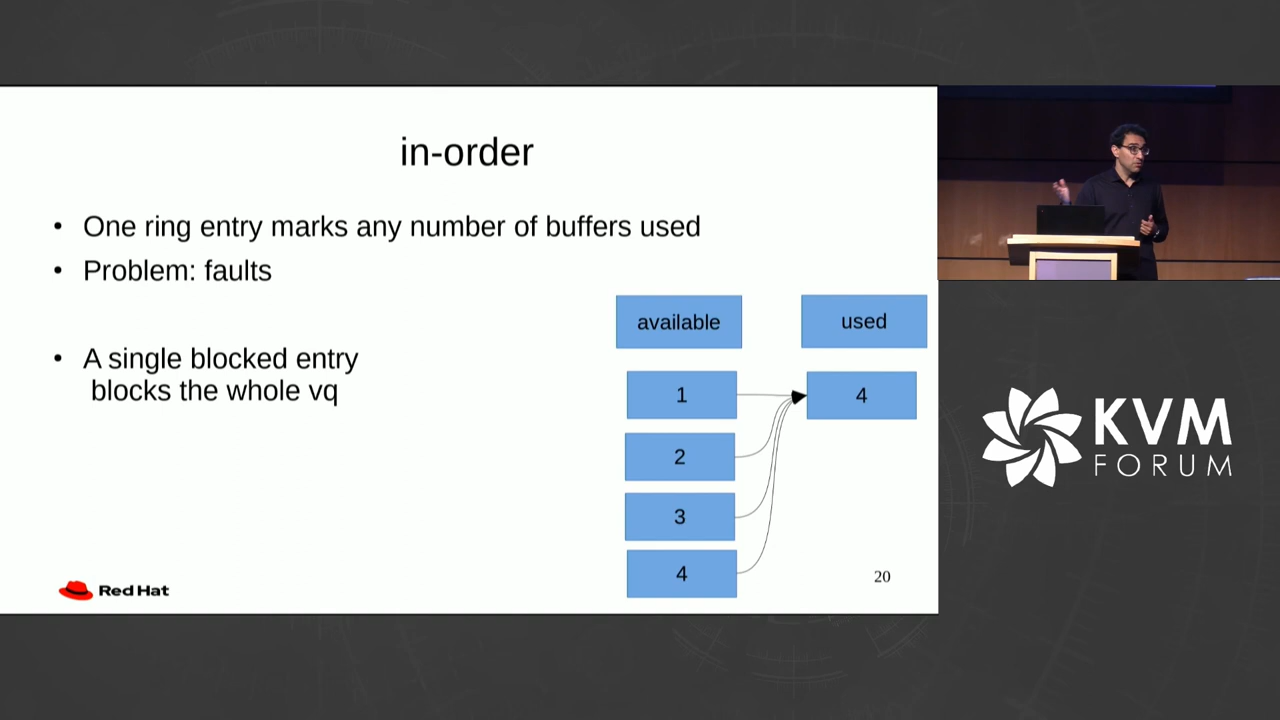 in-order
• One ring entry marks any number of buffers used
• Problem: faults
• A single blocked entry
blocks the whole vq
available
used
1
4
2
3
4
Red Hat
20
KVM
FORUM